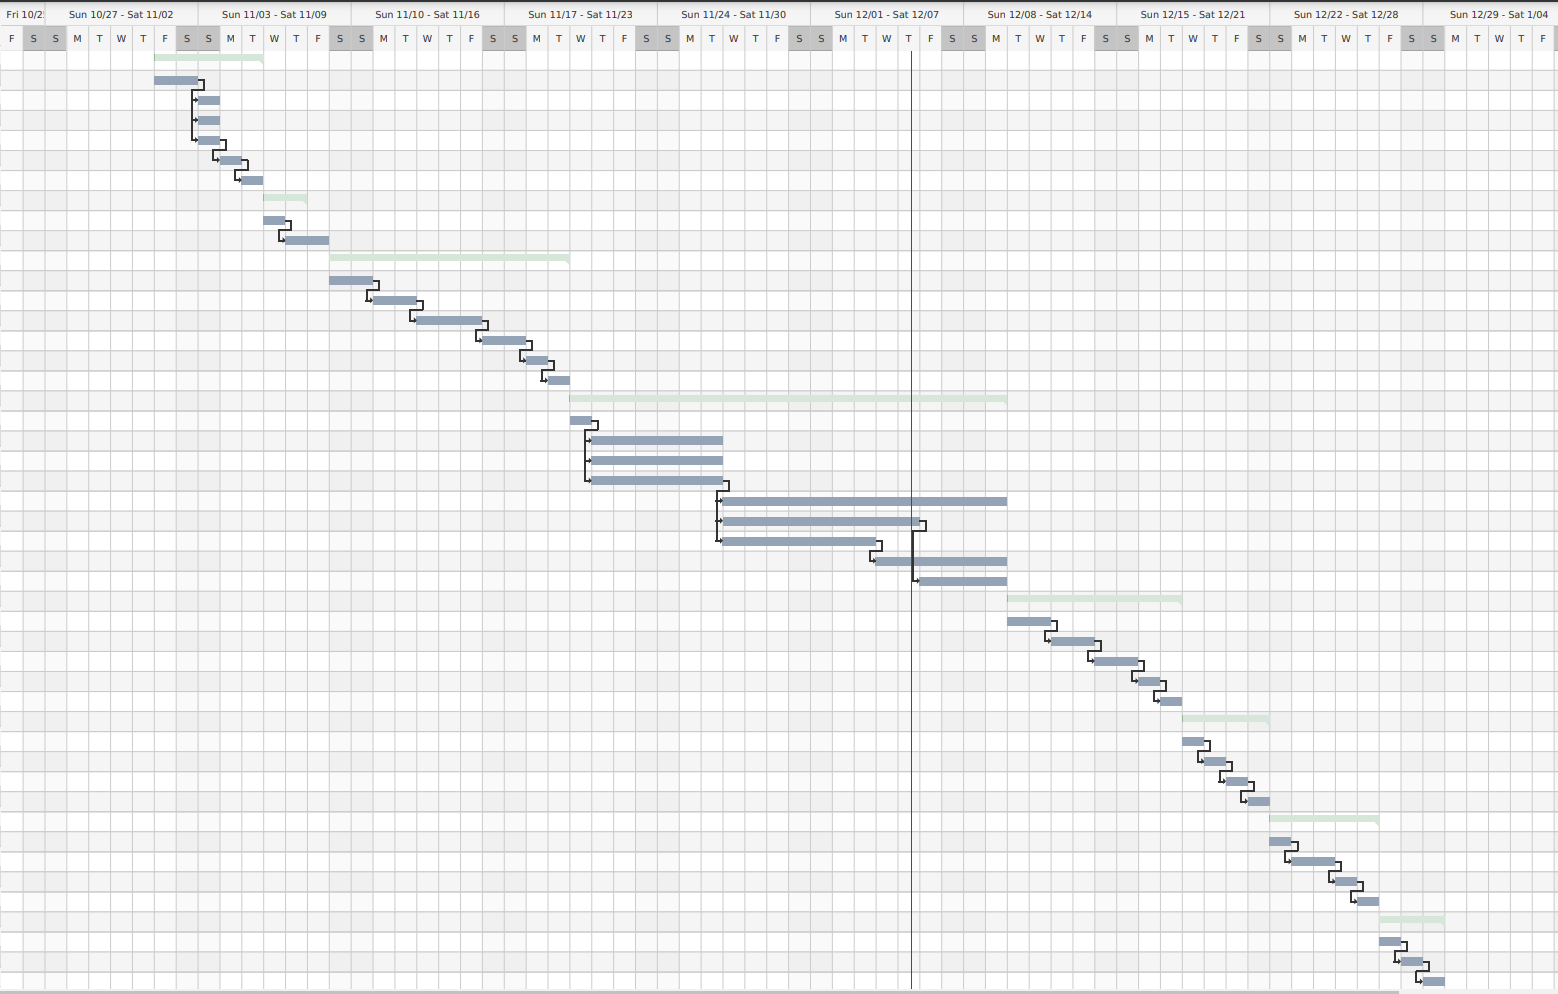 Fri 10/2 Sun 10/27 - Sat 11/02 Sun 11/03 - Sat 11/09 Sun 11/10 - Sat 11/16 Sun 11/17 - Sat 11/23 Sun 11/24 - Sat 11/30 Sun 12/01 - Sat 12/07 Sun 12/08 - Sat 12/14 Sun 12/15 - Sat 12/21 Sun 12/22 - Sat 12/28 Sun 12/29 - Sat 1/04
F S S M T W T F S S M T W T F S S M T W T F S S M T W T F S S M T W T F S S M T W T F S S M T W T F S S M T W T F S S M T W T F S S M T W T F